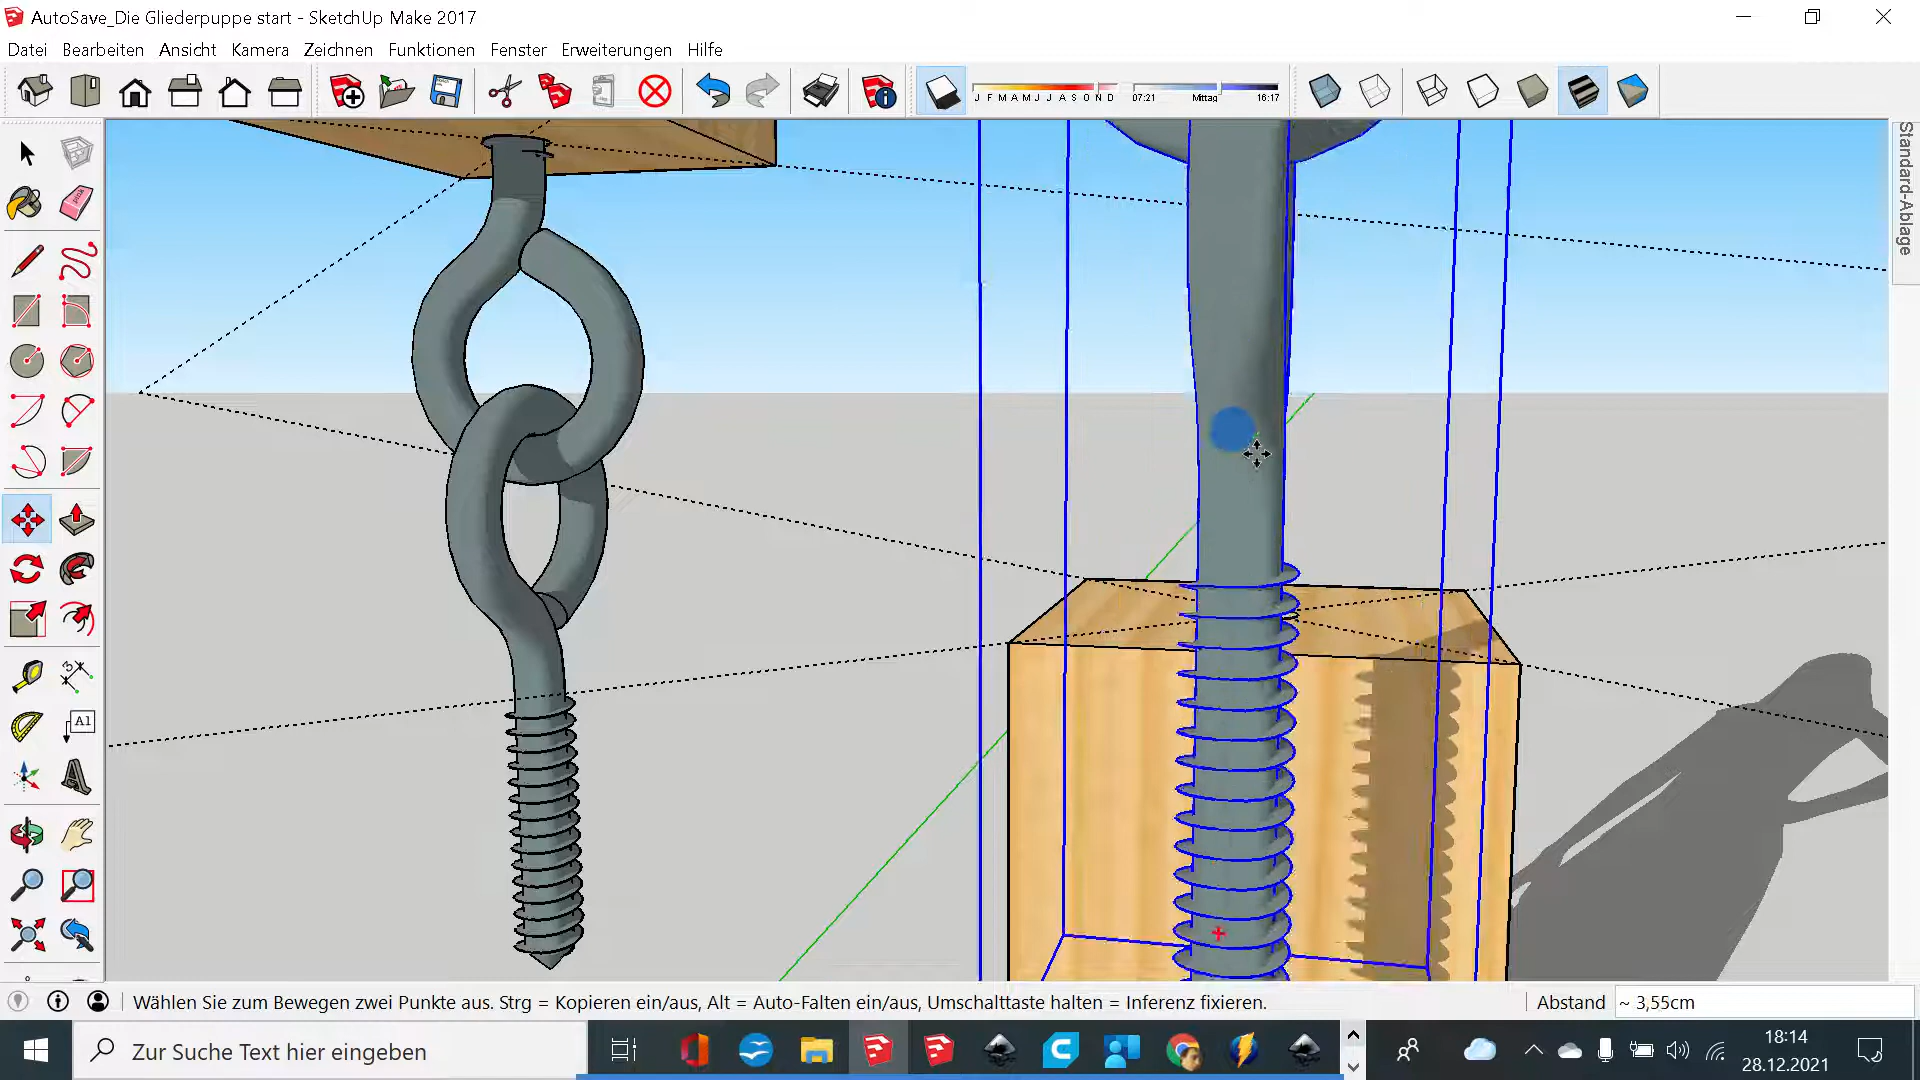 AutoSave_Die Gliederpuppe start - SketchUp Make 2017
Datei Bearbeiten Ansicht Kamera Zeichnen Funktionen Fenster Erweiterungen Hilfe
J F M A M J J A S O N D 07:21 Mittag 16:17
Standard-Ablage
A1
Wählen Sie zum Bewegen zwei Punkte aus. Strg = Kopieren ein/aus, Alt = Auto-Falten ein/aus, Umschalttaste halten = Inferenz fixieren. Abstand ~ 3,55cm
Zur Suche Text hier eingeben
18:14
28.12.2021